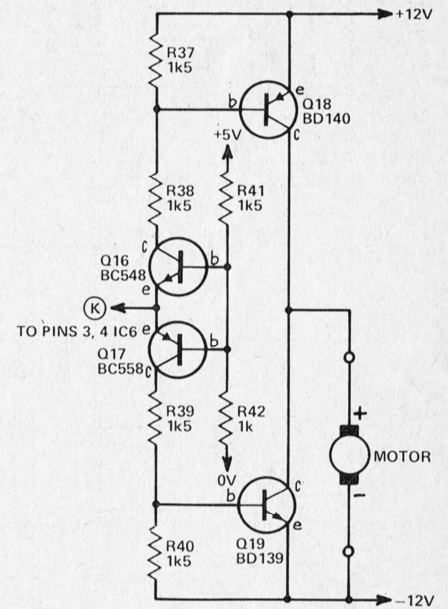 +12V
R37
1k5
e
b
Q18
BD140
c
+5V
R38
1k5
R41
1k5
c
Q16
BC548
b
e
K
TO PINS 3, 4 IC6
e
Q17
BC558
b
c
R39
1k5
R42
1k
+
MOTOR
–
0V
b
c
e
Q19
BD139
R40
1k5
–12V